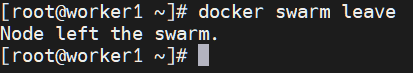 [root@worker1 ~]# docker swarm leave
Node left the swarm.
[root@worker1 ~]#